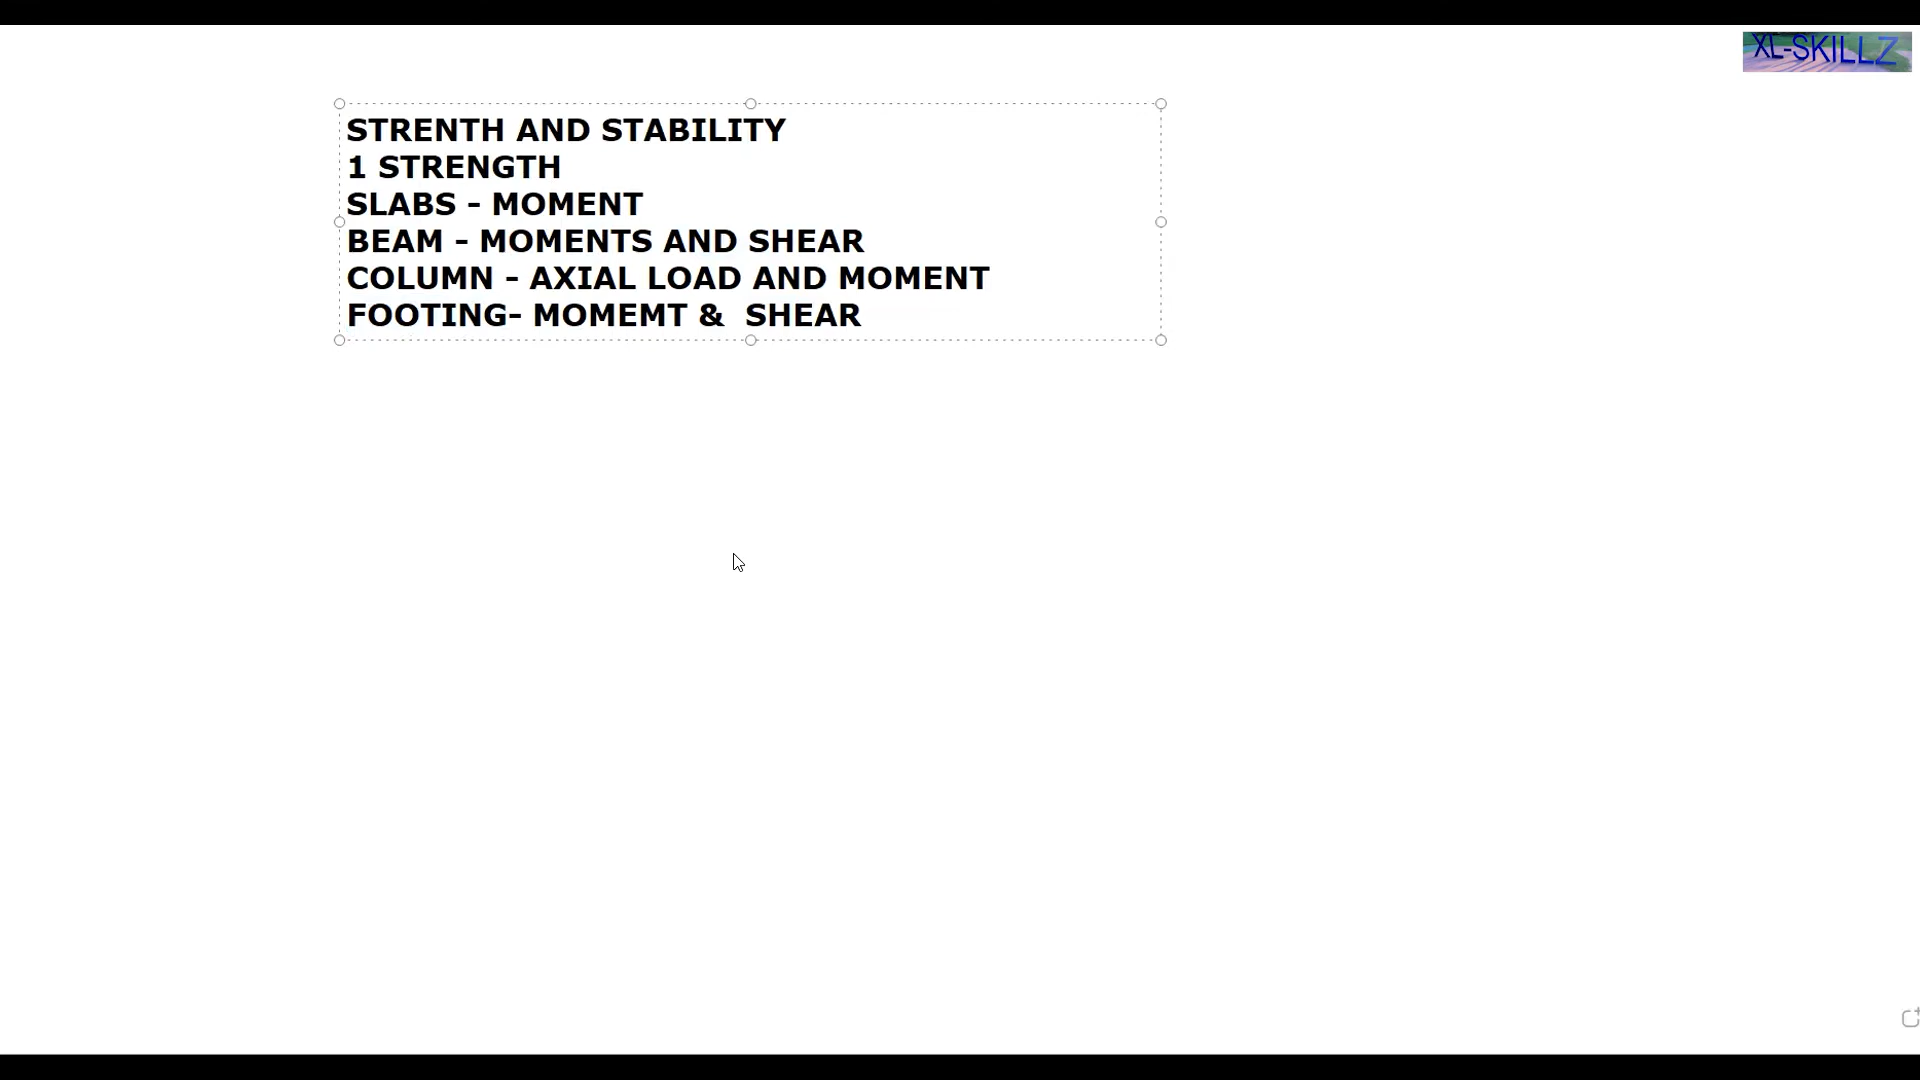 XL-SKILLZ
STRENTH AND STABILITY
1 STRENGTH
SLABS - MOMENT
BEAM - MOMENTS AND SHEAR
COLUMN - AXIAL LOAD AND MOMENT
FOOTING- MOMEMT &  SHEAR